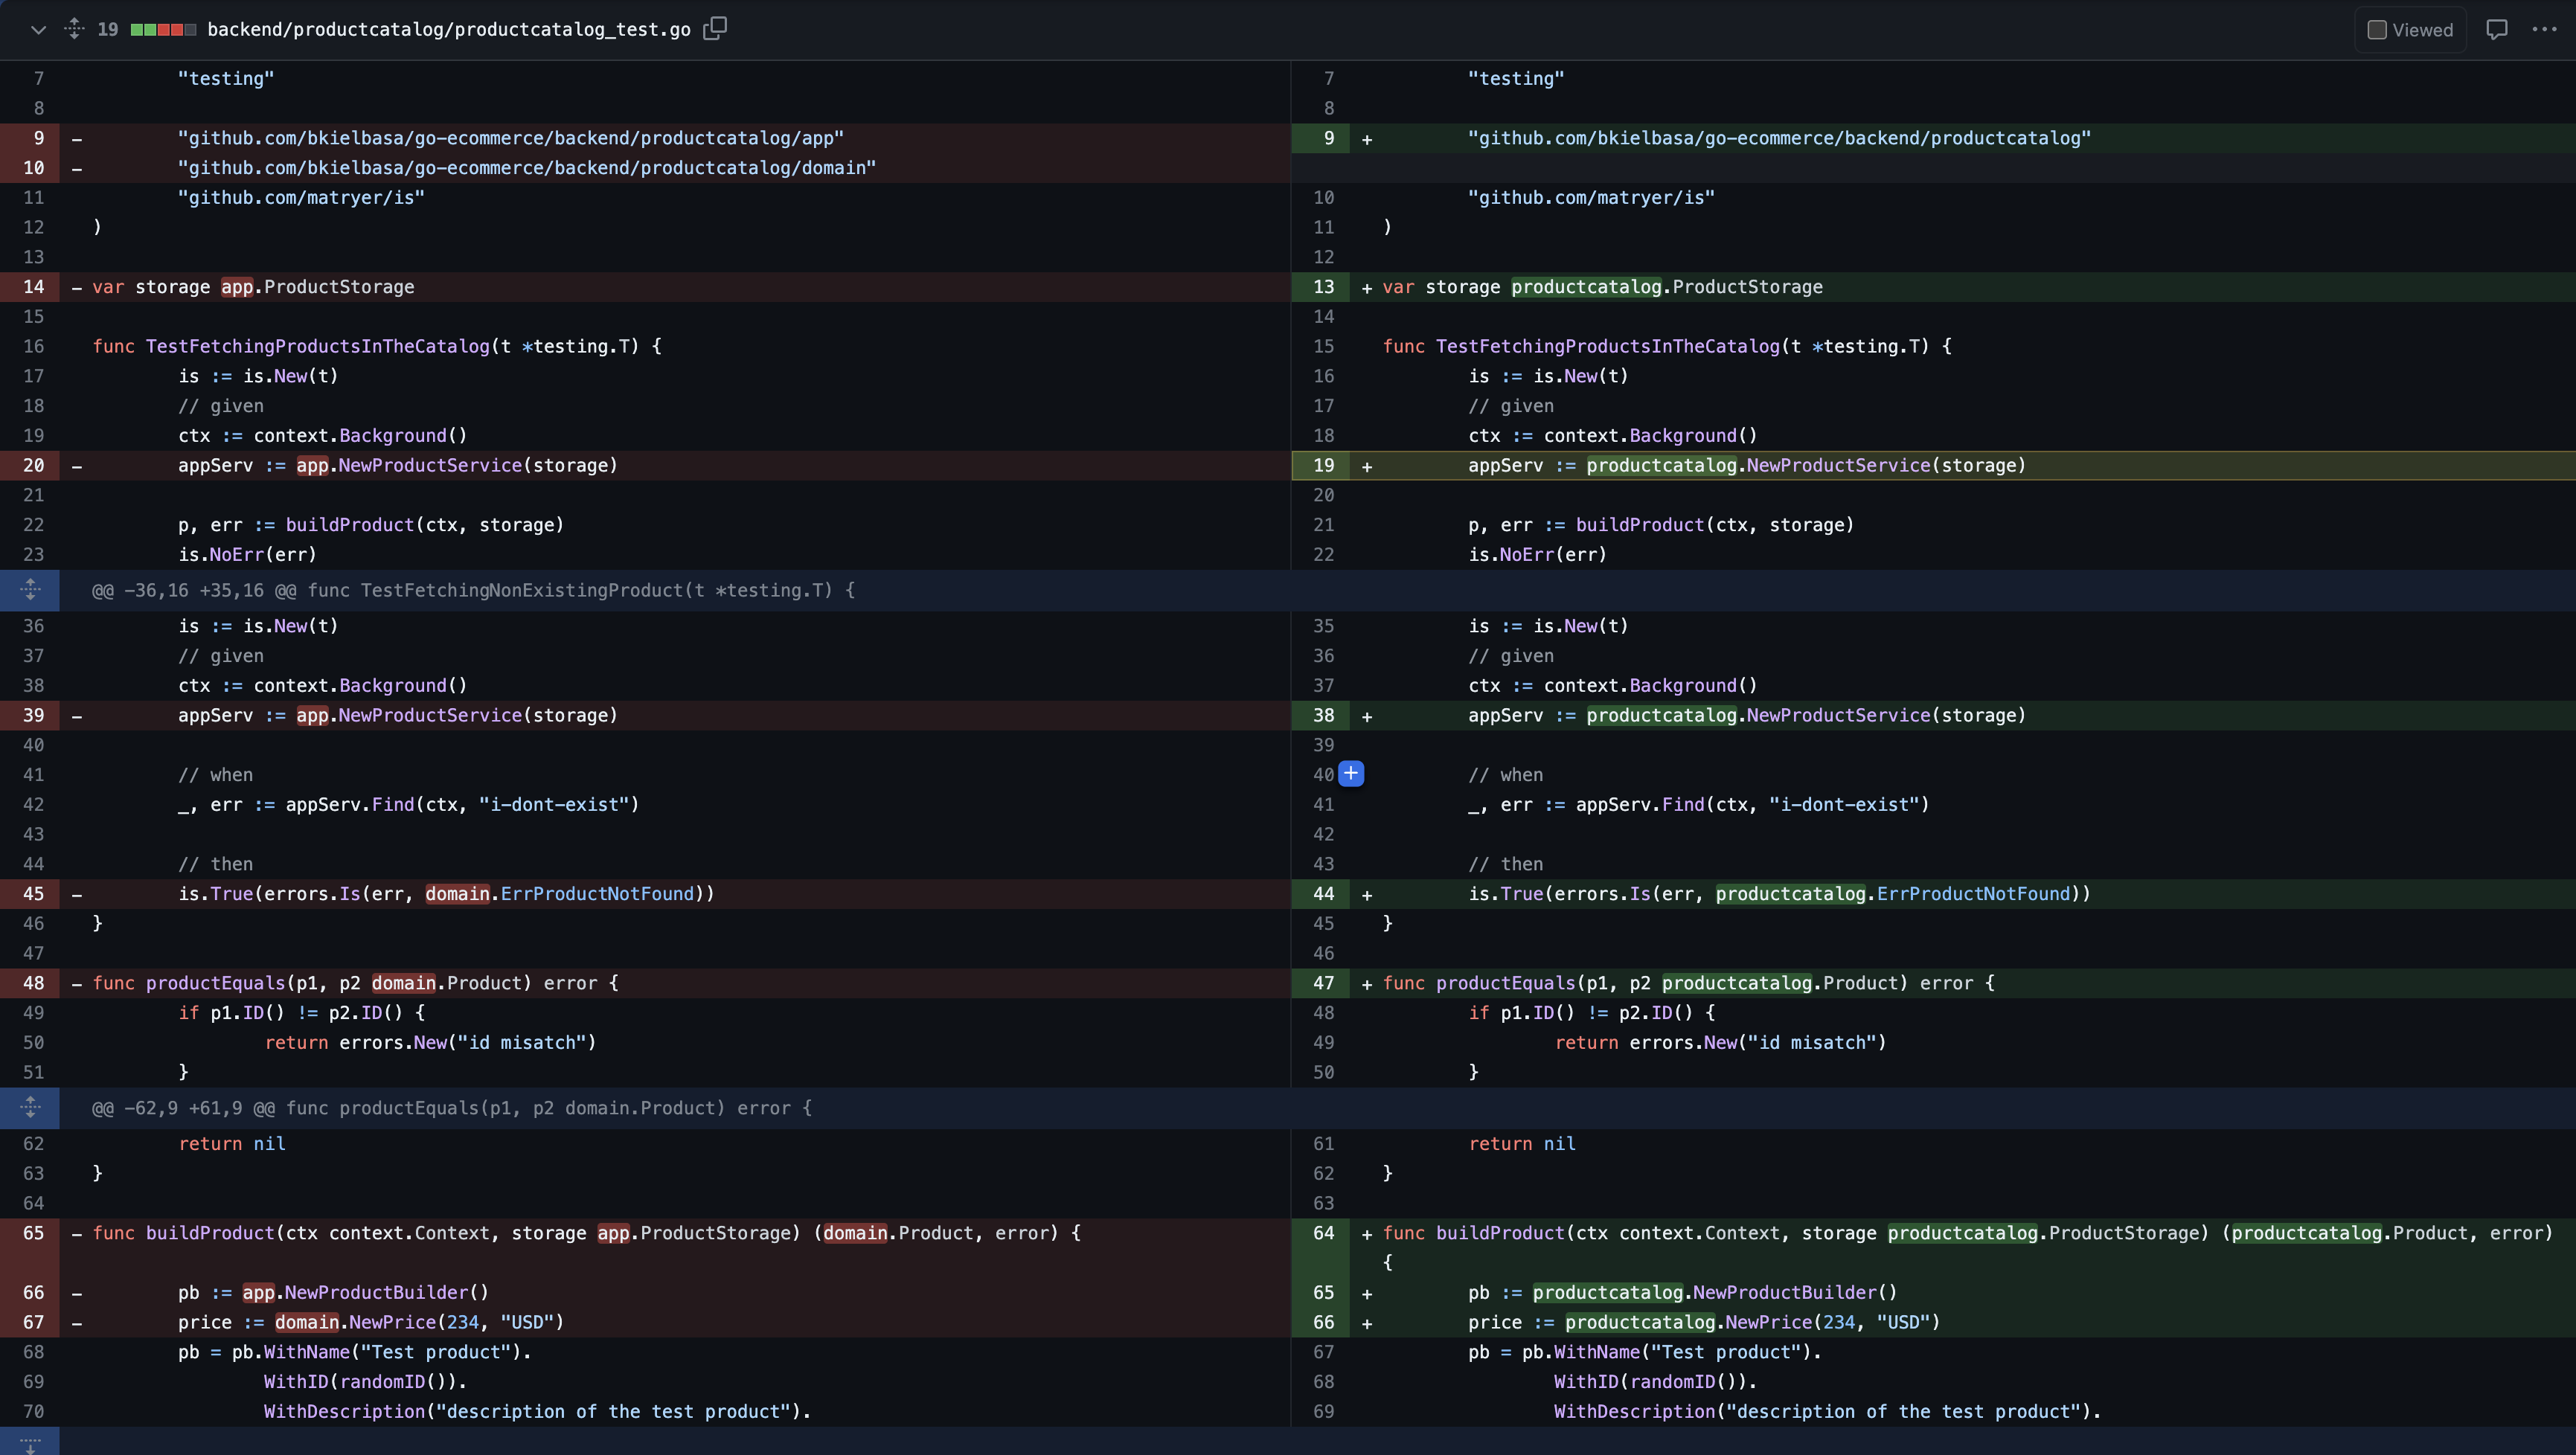 19 backend/productcatalog/productcatalog_test.go Viewed
7 "testing"
8
9 - "github.com/bkielbasa/go-ecommerce/backend/productcatalog/app"
10 - "github.com/bkielbasa/go-ecommerce/backend/productcatalog/domain"
11 "github.com/matryer/is"
12 )
13
14 - var storage app.ProductStorage
15
16 func TestFetchingProductsInTheCatalog(t *testing.T) {
17 is := is.New(t)
18 // given
19 ctx := context.Background()
20 - appServ := app.NewProductService(storage)
21
22 p, err := buildProduct(ctx, storage)
23 is.NoErr(err)
@@ -36,16 +35,16 @@ func TestFetchingNonExistingProduct(t *testing.T) {
36 is := is.New(t)
37 // given
38 ctx := context.Background()
39 - appServ := app.NewProductService(storage)
40
41 // when
42 _, err := appServ.Find(ctx, "i-dont-exist")
43
44 // then
45 - is.True(errors.Is(err, domain.ErrProductNotFound))
46 }
47
48 - func productEquals(p1, p2 domain.Product) error {
49 if p1.ID() != p2.ID() {
50 return errors.New("id misatch")
51 }
@@ -62,9 +61,9 @@ func productEquals(p1, p2 domain.Product) error {
62 return nil
63 }
64
65 - func buildProduct(ctx context.Context, storage app.ProductStorage) (domain.Product, error) {
66 - pb := app.NewProductBuilder()
67 - price := domain.NewPrice(234, "USD")
68 pb = pb.WithName("Test product").
69 WithID(randomID()).
70 WithDescription("description of the test product").
7 "testing"
8
9 + "github.com/bkielbasa/go-ecommerce/backend/productcatalog"
10 "github.com/matryer/is"
11 )
12
13 + var storage productcatalog.ProductStorage
14
15 func TestFetchingProductsInTheCatalog(t *testing.T) {
16 is := is.New(t)
17 // given
18 ctx := context.Background()
19 + appServ := productcatalog.NewProductService(storage)
20
21 p, err := buildProduct(ctx, storage)
22 is.NoErr(err)
35 is := is.New(t)
36 // given
37 ctx := context.Background()
38 + appServ := productcatalog.NewProductService(storage)
39
40 // when
41 _, err := appServ.Find(ctx, "i-dont-exist")
42
43 // then
44 + is.True(errors.Is(err, productcatalog.ErrProductNotFound))
45 }
46
47 + func productEquals(p1, p2 productcatalog.Product) error {
48 if p1.ID() != p2.ID() {
49 return errors.New("id misatch")
50 }
61 return nil
62 }
63
64 + func buildProduct(ctx context.Context, storage productcatalog.ProductStorage) (productcatalog.Product, error)
{
65 + pb := productcatalog.NewProductBuilder()
66 + price := productcatalog.NewPrice(234, "USD")
67 pb = pb.WithName("Test product").
68 WithID(randomID()).
69 WithDescription("description of the test product").